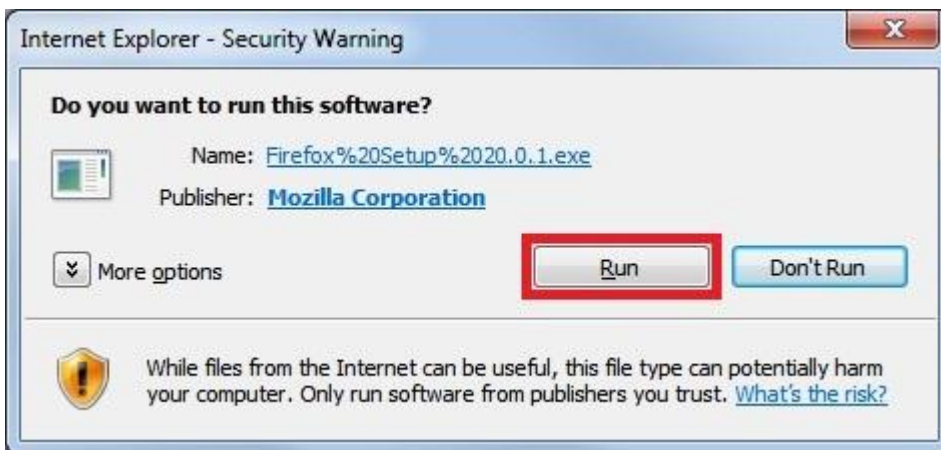 Internet Explorer - Security Warning
Do you want to run this software?
Name: Firefox%20Setup%2020.0.1.exe
Publisher: Mozilla Corporation
More options
Run
Don't Run
While files from the Internet can be useful, this file type can potentially harm
your computer. Only run software from publishers you trust. What's the risk?